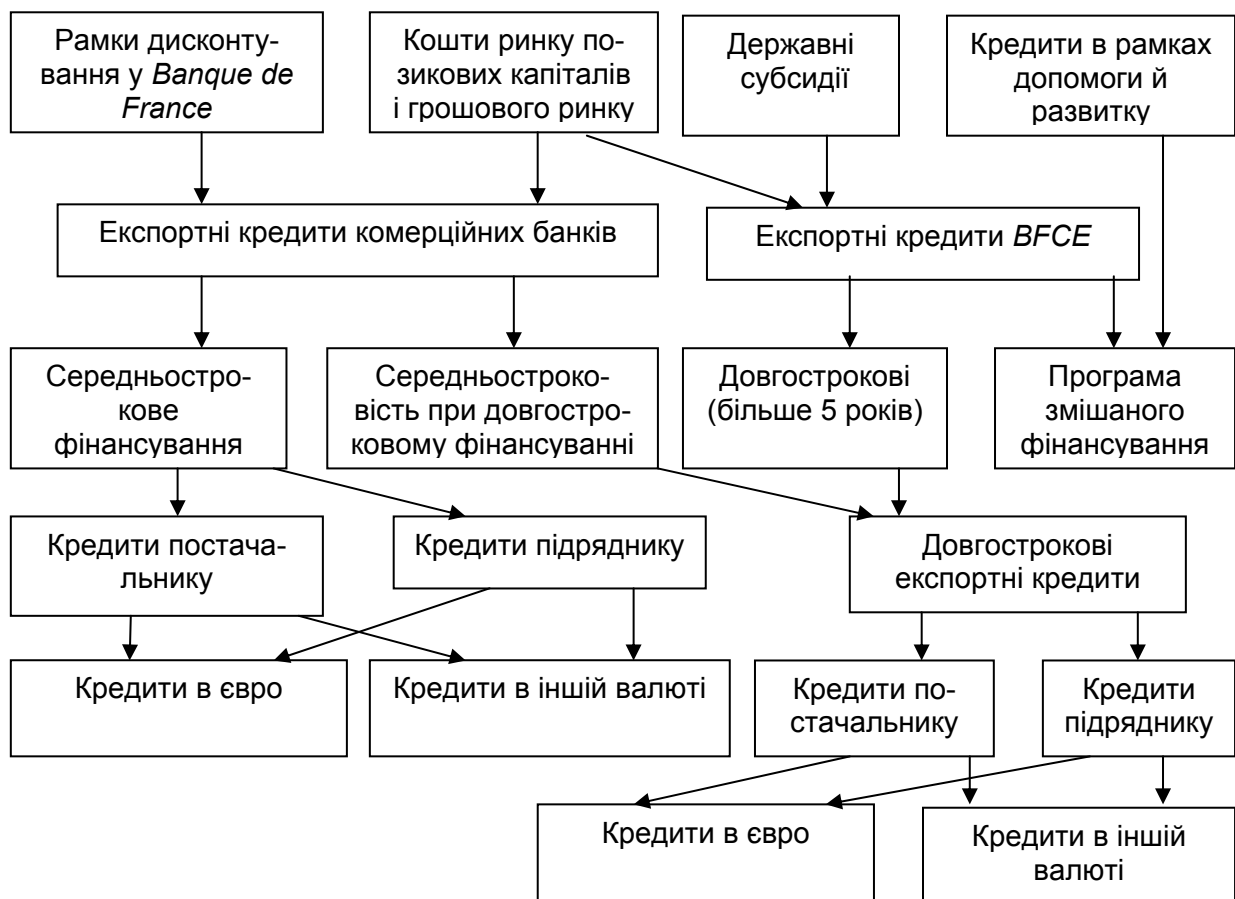 Рамки дисконту-
вання у Banque de
France
Кошти ринку по-
зикових капіталів
і грошового ринку
Державні
субсидії
Кредити в рамках
допомоги й
развитку
Експортні кредити комерційних банків
Експортні кредити BFCE
Середньостро-
кове
фінансування
Середньостроко-
вість при довгостро-
ковому фінансуванні
Довгострокові
(більше 5 років)
Програма
змішаного
фінансування
Кредити постача-
льнику
Кредити підряднику
Довгострокові
експортні кредити
Кредити в євро
Кредити в іншій валюті
Кредити по-
стачальнику
Кредити
підряднику
Кредити в євро
Кредити в іншій
валюті